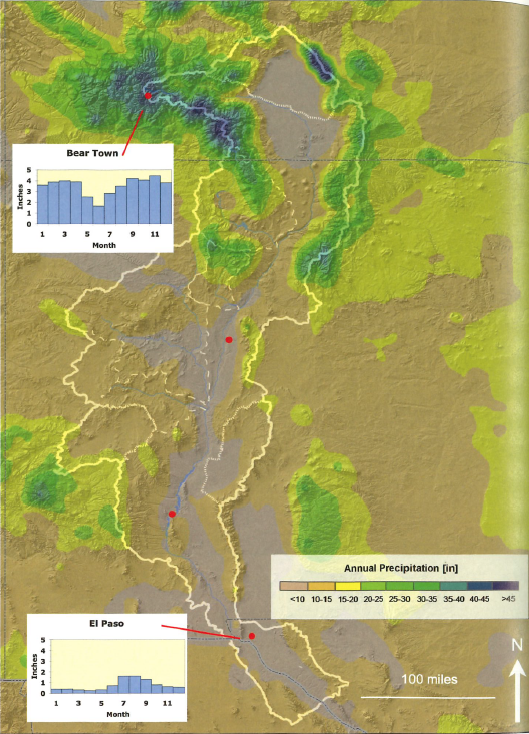 Bear Town
5
4
3
2
1
0
Inches
1 3 5 7 9 11
Month
Annual Precipitation [in]
<10 10-15 15-20 20-25 25-30 30-35 35-40 40-45 >45
El Paso
5
4
3
2
1
0
Inches
1 3 5 7 9 11
Month
100 miles
N